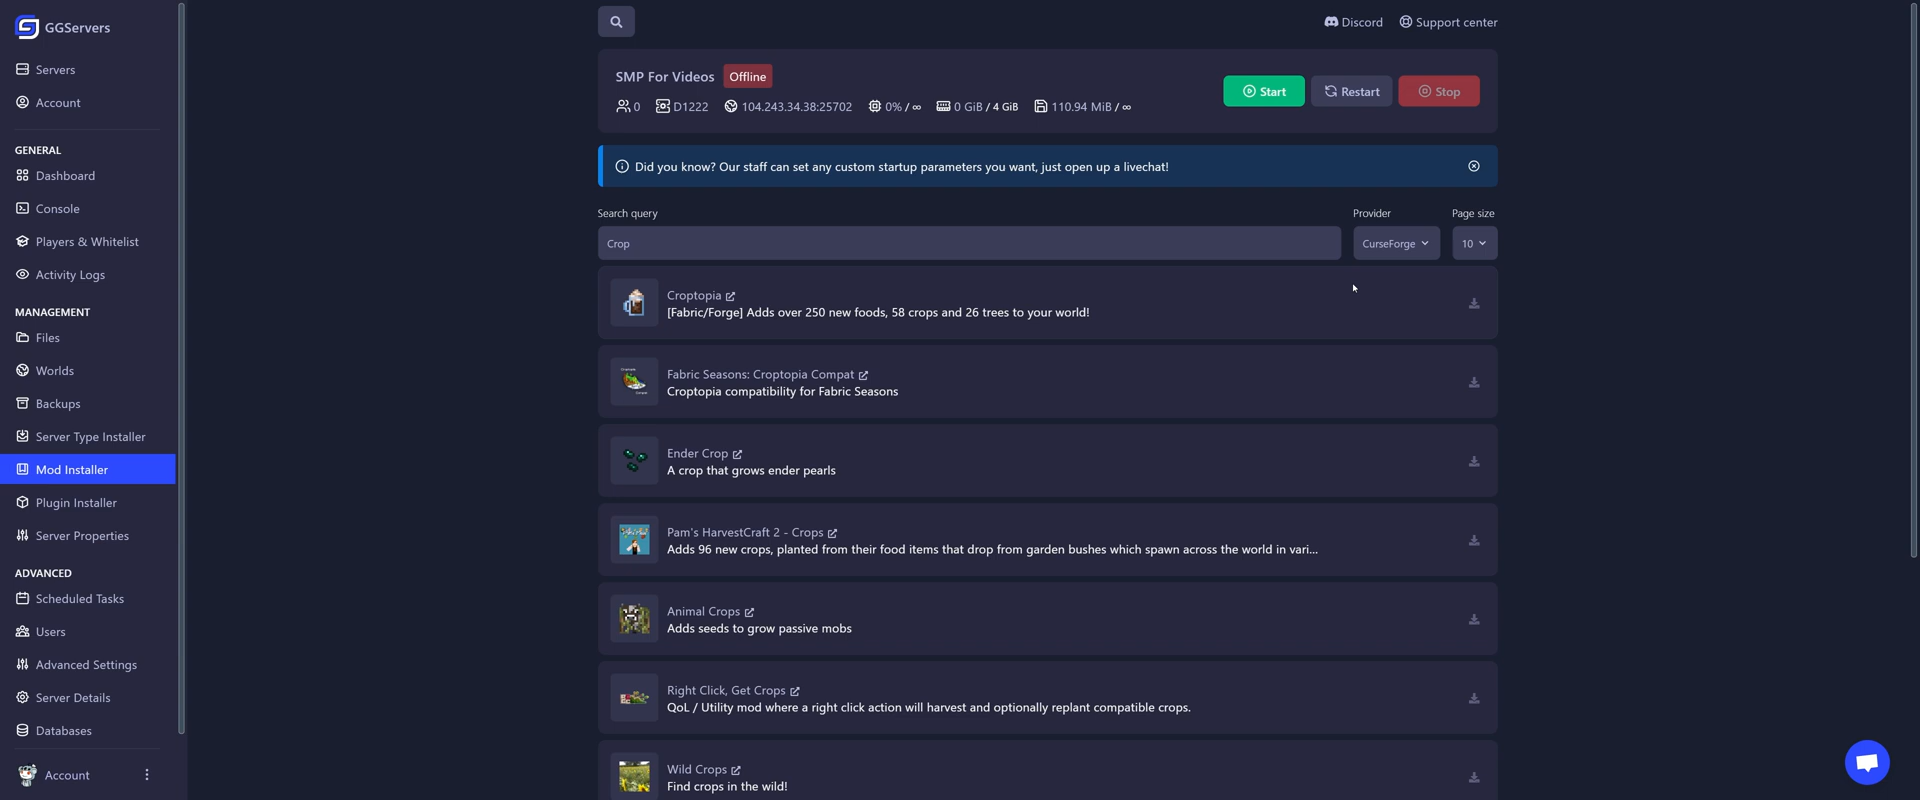 GGServers
Servers
Account
GENERAL
Dashboard
Console
Players & Whitelist
Activity Logs
MANAGEMENT
Files
Worlds
Backups
Server Type Installer
Mod Installer
Plugin Installer
Server Properties
ADVANCED
Scheduled Tasks
Users
Advanced Settings
Server Details
Databases
Account
Discord
Support center
SMP For Videos Offline
0 D1222 104.243.34.38:25702 0% / ∞ 0 GiB / 4 GiB 110.94 MiB / ∞
Start Restart Stop
Did you know? Our staff can set any custom startup parameters you want, just open up a livechat!
Search query Provider Page size
Crop CurseForge 10
Croptopia
[Fabric/Forge] Adds over 250 new foods, 58 crops and 26 trees to your world!
Fabric Seasons: Croptopia Compat
Croptopia compatibility for Fabric Seasons
Ender Crop
A crop that grows ender pearls
Pam's HarvestCraft 2 - Crops
Adds 96 new crops, planted from their food items that drop from garden bushes which spawn across the world in vari...
Animal Crops
Adds seeds to grow passive mobs
Right Click, Get Crops
QoL / Utility mod where a right click action will harvest and optionally replant compatible crops.
Wild Crops
Find crops in the wild!